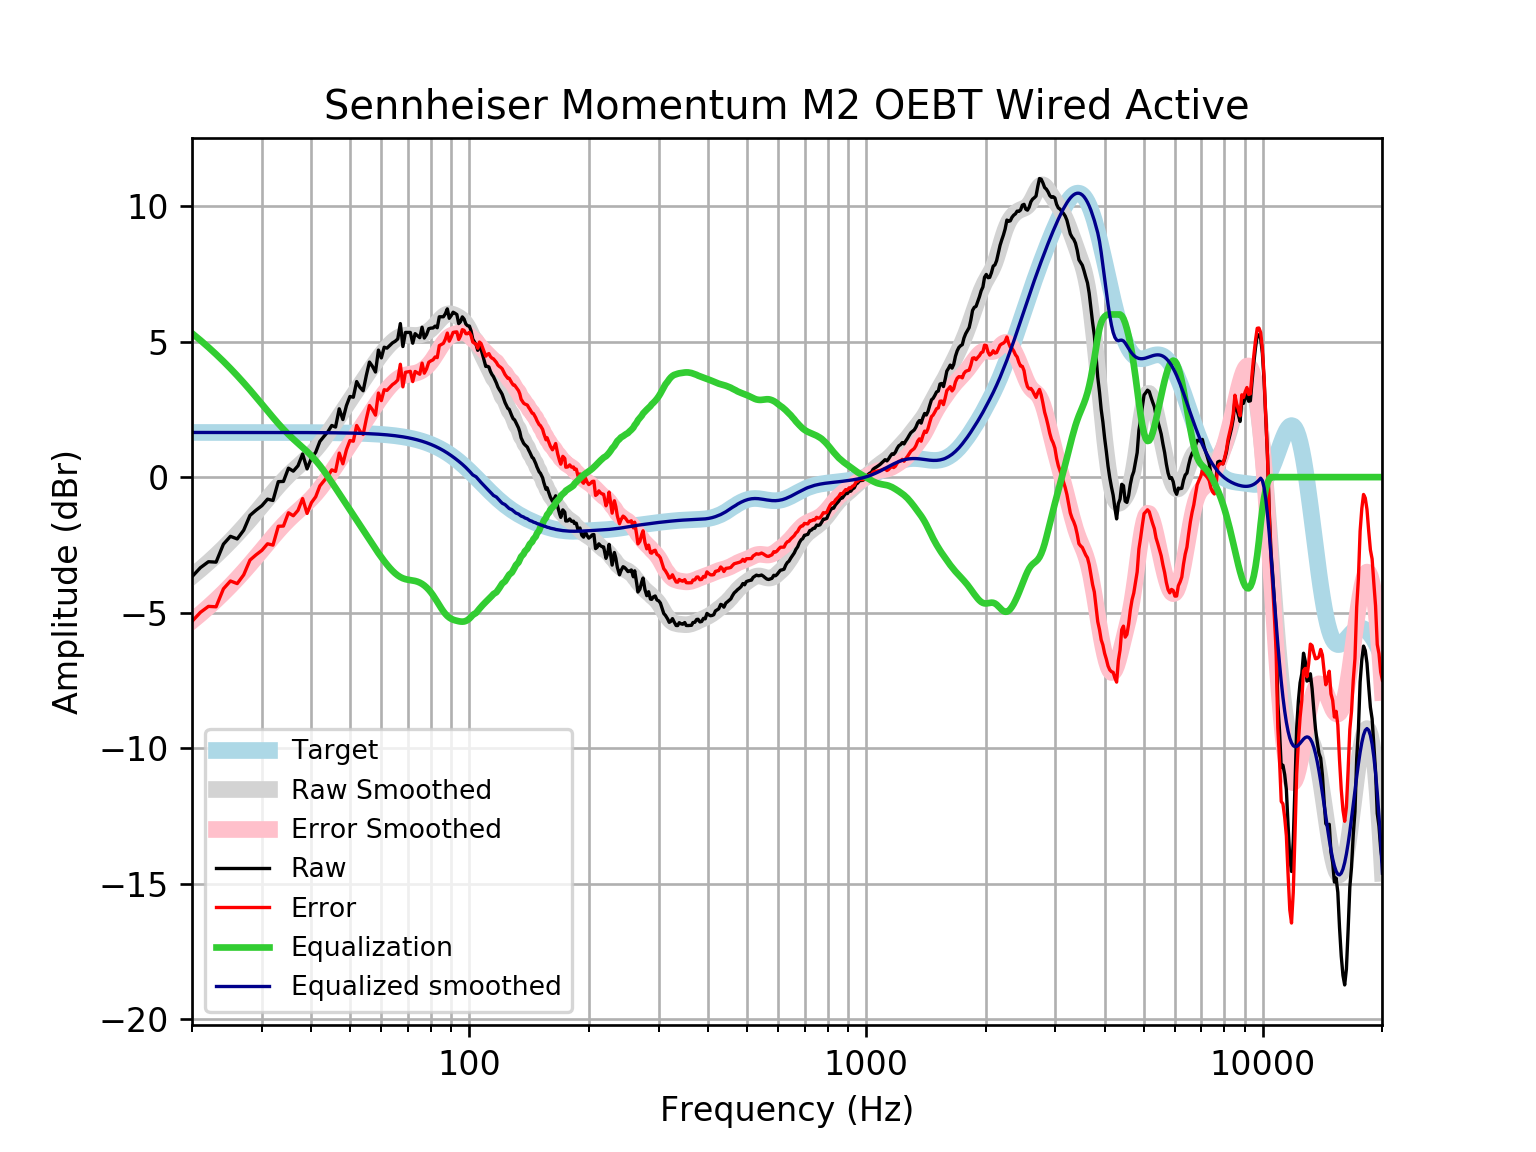 Sennheiser Momentum M2 OEBT Wired Active
Amplitude (dBr)
10
5
0
−5
−10
−15
−20
Target
Raw Smoothed
Error Smoothed
Raw
Error
Equalization
Equalized smoothed
100
1000
10000
Frequency (Hz)